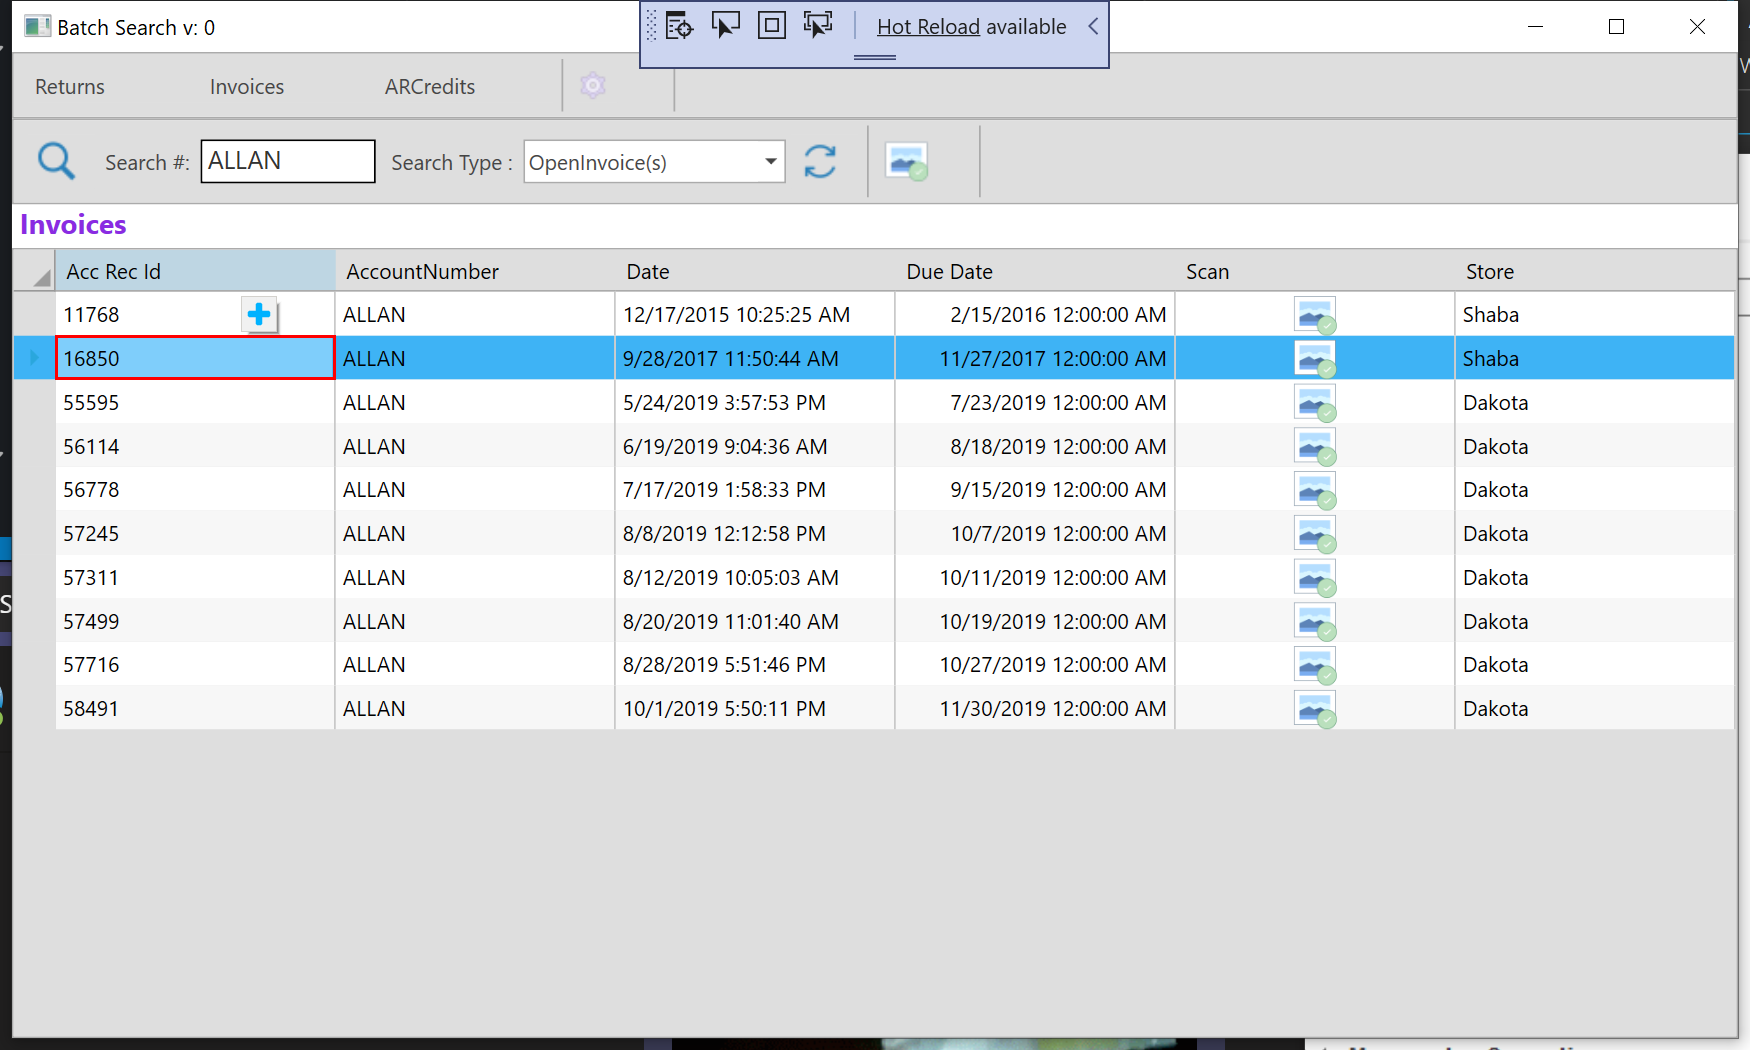 Batch Search v: 0
Hot Reload available
Returns Invoices ARCredits
Search #: ALLAN Search Type : OpenInvoice(s)
Invoices
Acc Rec Id AccountNumber Date Due Date Scan Store
11768 ALLAN 12/17/2015 10:25:25 AM 2/15/2016 12:00:00 AM Shaba
16850 ALLAN 9/28/2017 11:50:44 AM 11/27/2017 12:00:00 AM Shaba
55595 ALLAN 5/24/2019 3:57:53 PM 7/23/2019 12:00:00 AM Dakota
56114 ALLAN 6/19/2019 9:04:36 AM 8/18/2019 12:00:00 AM Dakota
56778 ALLAN 7/17/2019 1:58:33 PM 9/15/2019 12:00:00 AM Dakota
57245 ALLAN 8/8/2019 12:12:58 PM 10/7/2019 12:00:00 AM Dakota
57311 ALLAN 8/12/2019 10:05:03 AM 10/11/2019 12:00:00 AM Dakota
57499 ALLAN 8/20/2019 11:01:40 AM 10/19/2019 12:00:00 AM Dakota
57716 ALLAN 8/28/2019 5:51:46 PM 10/27/2019 12:00:00 AM Dakota
58491 ALLAN 10/1/2019 5:50:11 PM 11/30/2019 12:00:00 AM Dakota